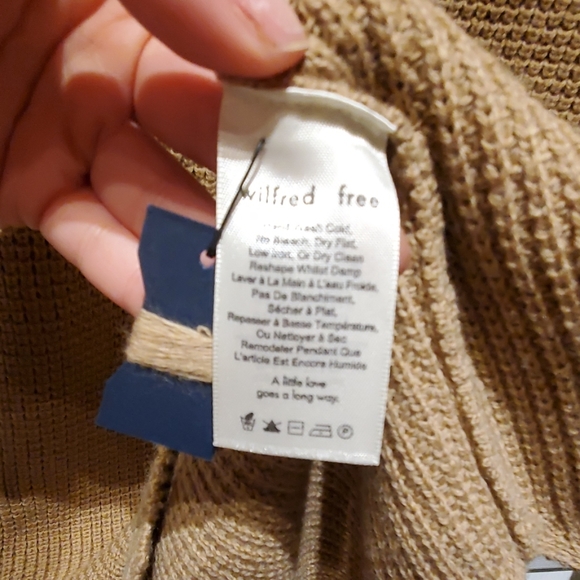 wilfred free
Hand Wash Cold,
No Bleach, Dry Flat,
Low Iron, Or Dry Clean
Reshape Whilst Damp
Laver à La Main à L'eau Froide,
Pas De Blanchiment,
Sécher à Plat,
Repasser à Basse Température,
Ou Nettoyer à Sec
Remodeler Pendant Que
L'article Est Encore Humide
A little love
goes a long way.
P